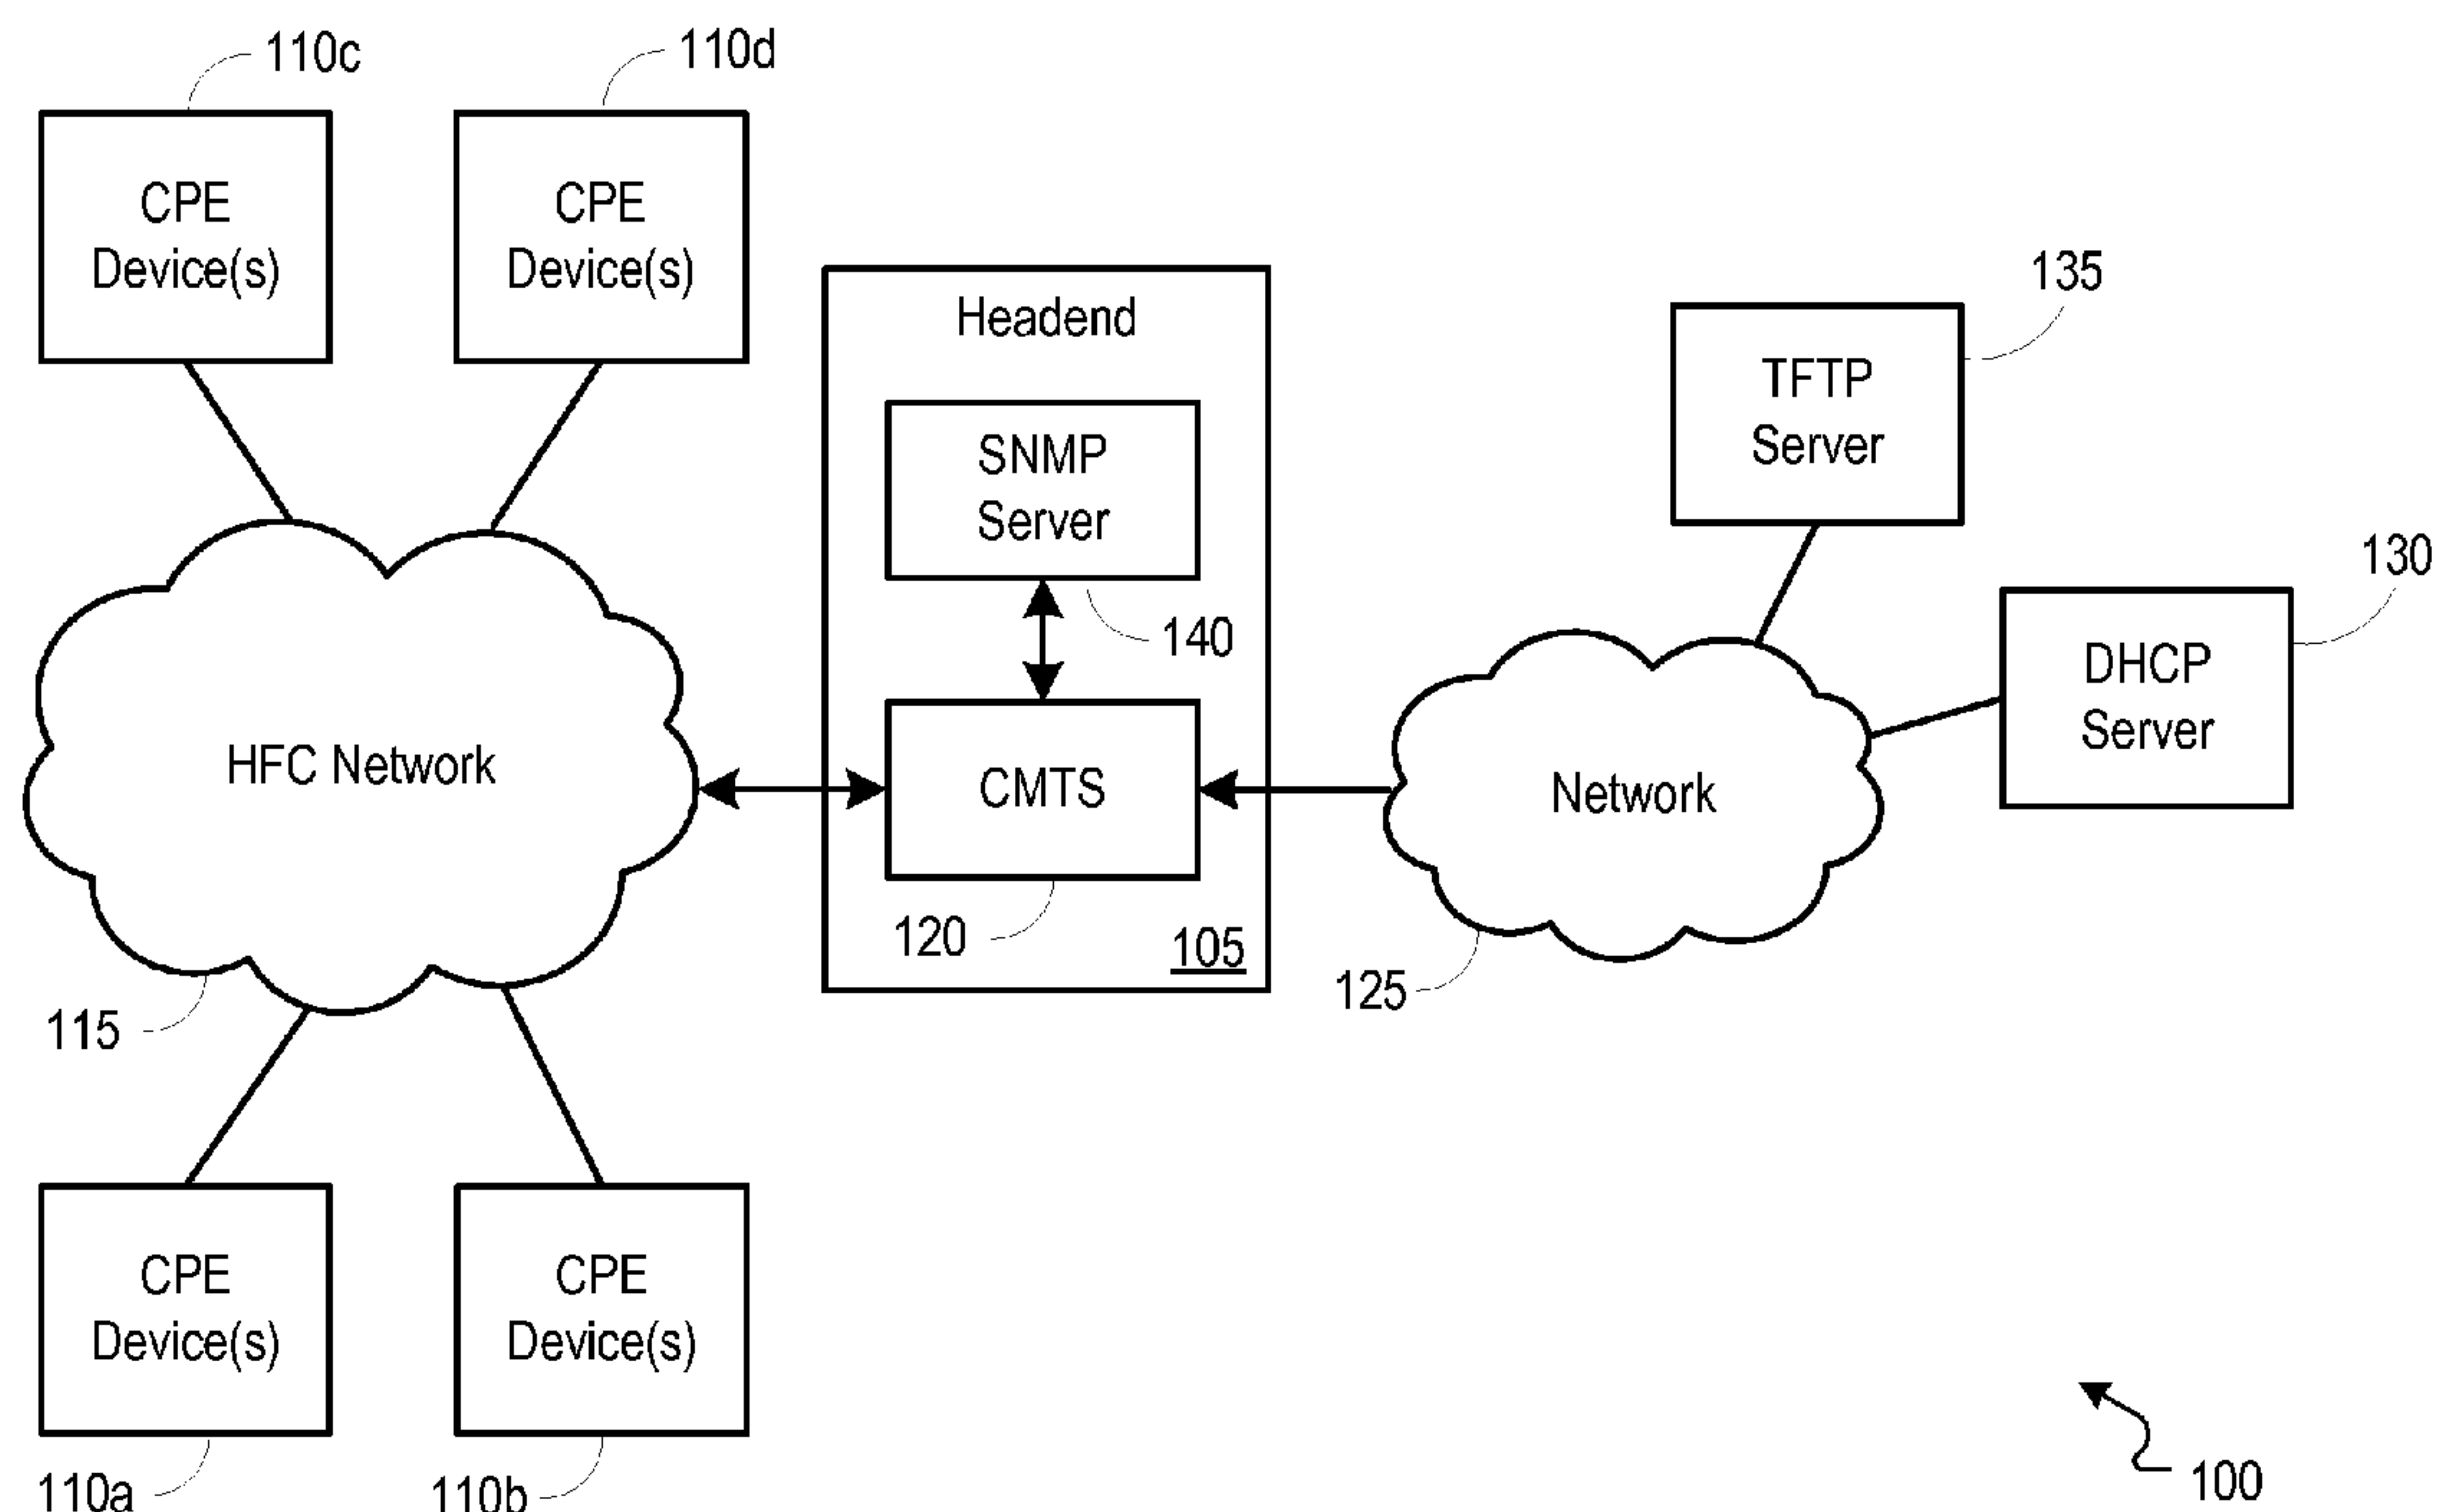 110c
110d
CPE
Device(s)
CPE
Device(s)
Headend
135
TFTP
Server
SNMP
Server
130
140
DHCP
Server
HFC Network
CMTS
Network
120
105
125
115
CPE
Device(s)
CPE
Device(s)
110a
110b
100